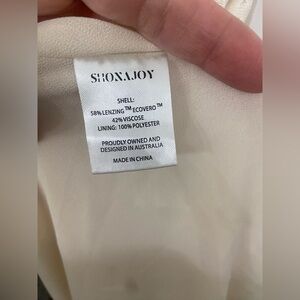 SHONAJOY
SHELL:
58% LENZING™ ECOVERO™
42% VISCOSE
LINING: 100% POLYESTER
PROUDLY OWNED AND
DESIGNED IN AUSTRALIA
MADE IN CHINA